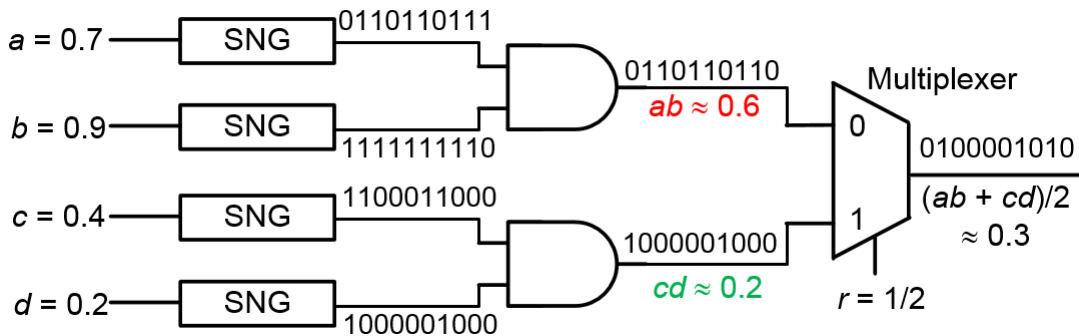 a = 0.7
SNG
0110110111
b = 0.9
SNG
1111111110
0110110110
ab ≈ 0.6
c = 0.4
SNG
1100011000
d = 0.2
SNG
1000001000
1000001000
cd ≈ 0.2
Multiplexer
0
1
r = 1/2
0100001010
(ab + cd)/2
≈ 0.3